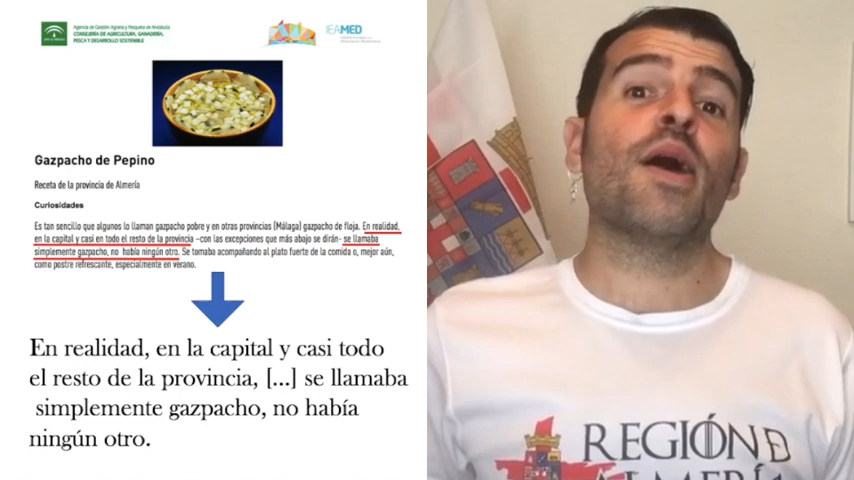 Agencia de Gestión Agraria y Pesquera de Andalucía
CONSEJERÍA DE AGRICULTURA, GANADERÍA,
PESCA Y DESARROLLO SOSTENIBLE
IEAMED
Gazpacho de Pepino
Receta de la provincia de Almería
Curiosidades
Es tan sencillo que algunos lo llaman gazpacho pobre y en otras provincias (Málaga) gazpacho de floja. En realidad,
en la capital y casi en todo el resto de la provincia –con las excepciones que más abajo se dirán- se llamaba
simplemente gazpacho, no había ningún otro. Se tomaba acompañando al plato fuerte de la comida o, mejor aún,
como postre refrescante, especialmente en verano.
En realidad, en la capital y casi todo
el resto de la provincia, [...] se llamaba
simplemente gazpacho, no había
ningún otro.
REGIÓN D
ALMERÍA